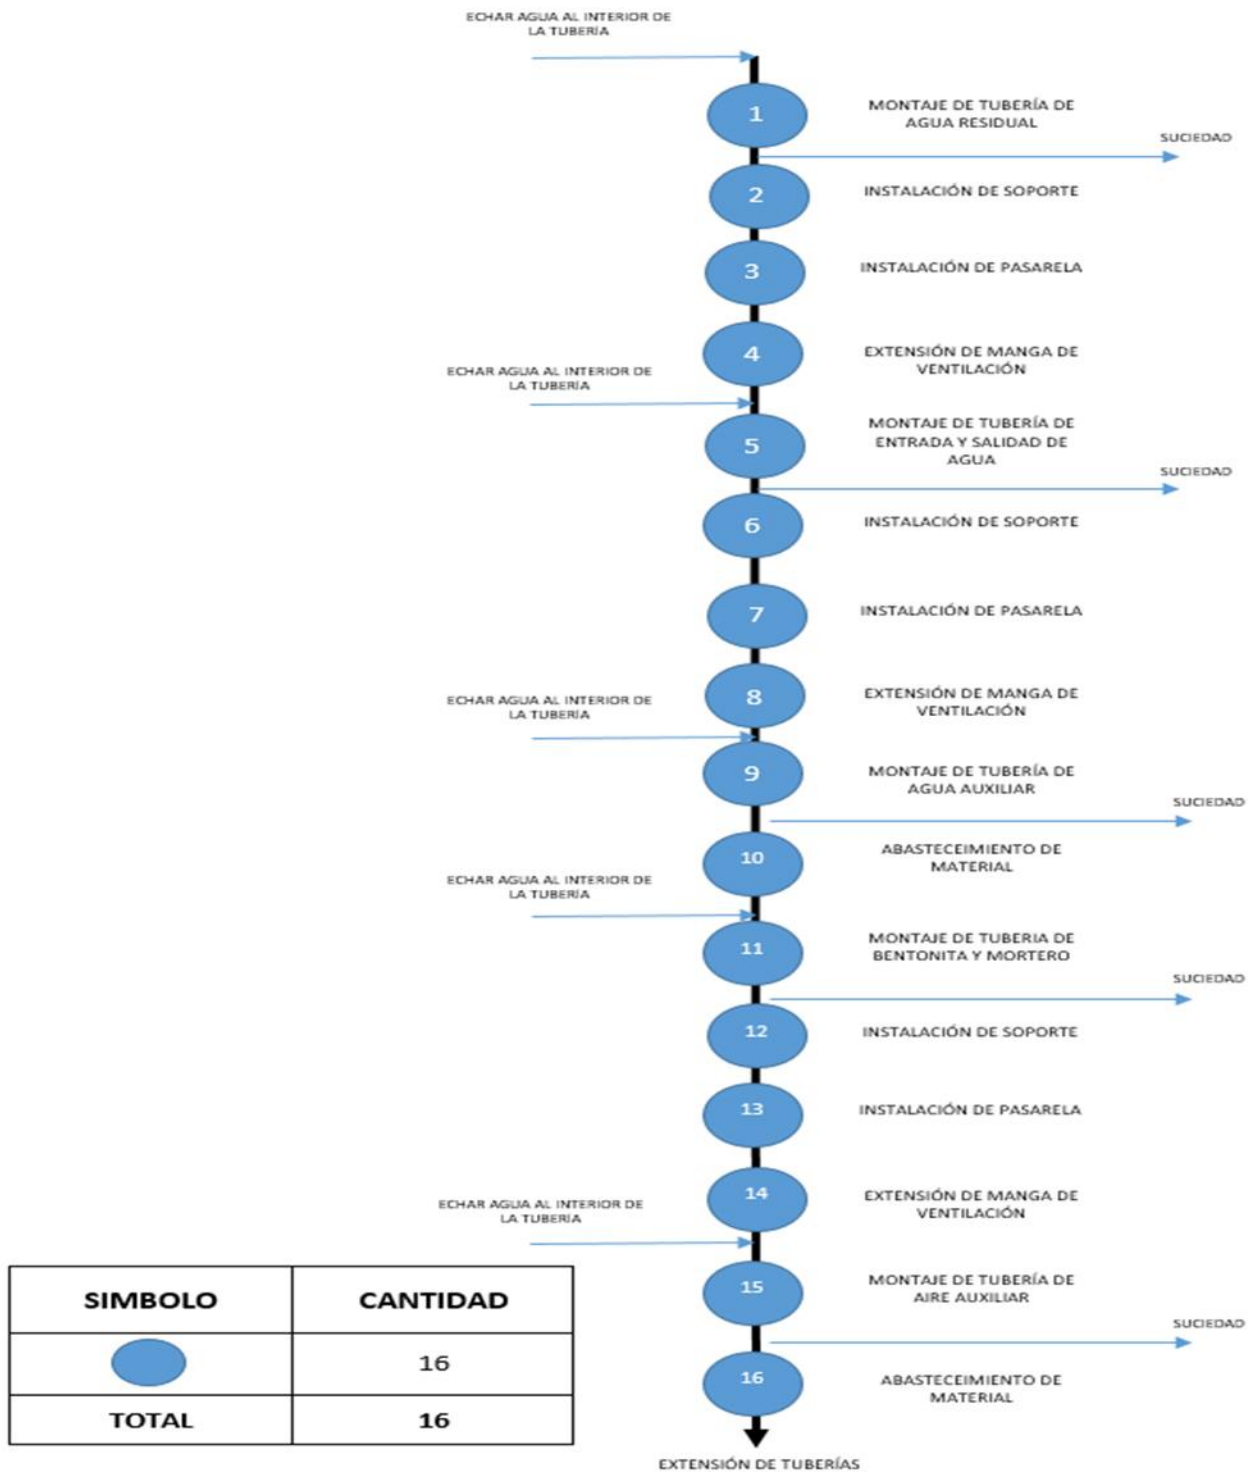 ECHAR AGUA AL INTERIOR DE
LA TUBERÍA
1
MONTAJE DE TUBERÍA DE
AGUA RESIDUAL
SUCIEDAD
2
INSTALACIÓN DE SOPORTE
3
INSTALACIÓN DE PASARELA
4
EXTENSIÓN DE MANGA DE
VENTILACIÓN
ECHAR AGUA AL INTERIOR DE
LA TUBERÍA
5
MONTAJE DE TUBERÍA DE
ENTRADA Y SALIDAD DE
AGUA
SUCIEDAD
6
INSTALACIÓN DE SOPORTE
7
INSTALACIÓN DE PASARELA
8
EXTENSIÓN DE MANGA DE
VENTILACIÓN
ECHAR AGUA AL INTERIOR DE
LA TUBERÍA
9
MONTAJE DE TUBERÍA DE
AGUA AUXILIAR
SUCIEDAD
10
ABASTECEIMIENTO DE
MATERIAL
ECHAR AGUA AL INTERIOR DE
LA TUBERÍA
11
MONTAJE DE TUBERIA DE
BENTONITA Y MORTERO
SUCIEDAD
12
INSTALACIÓN DE SOPORTE
13
INSTALACIÓN DE PASARELA
14
EXTENSIÓN DE MANGA DE
VENTILACIÓN
ECHAR AGUA AL INTERIOR DE
LA TUBERÍA
15
MONTAJE DE TUBERÍA DE
AIRE AUXILIAR
SUCIEDAD
16
ABASTECEIMIENTO DE
MATERIAL
EXTENSIÓN DE TUBERÍAS
SIMBOLO CANTIDAD
16
TOTAL 16